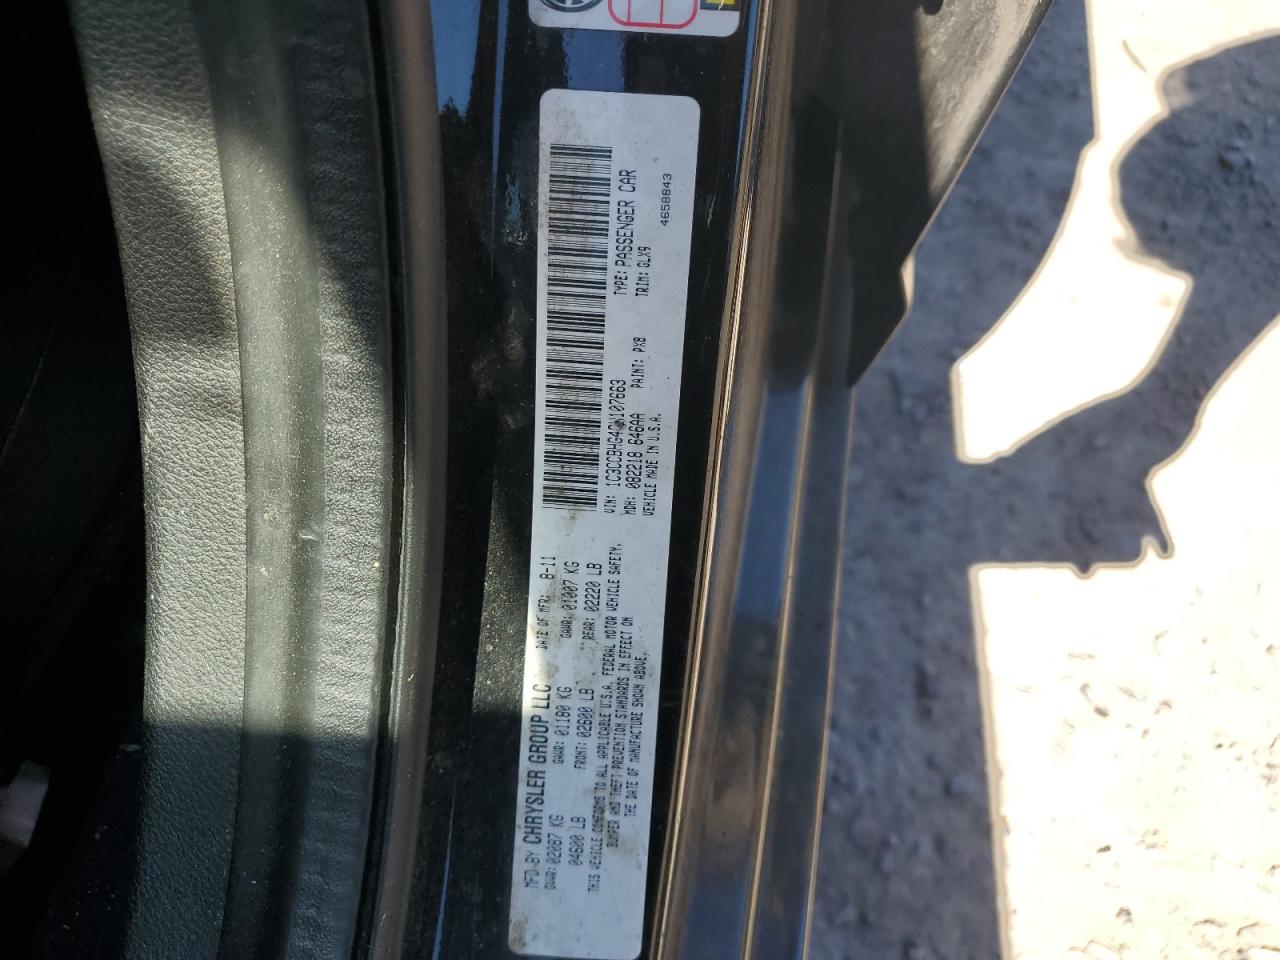 MFD BY CHRYSLER GROUP LLC DATE OF MFR: 8-11
GVWR: 02087 KG GAWR: 01180 KG GAWR: 01007 KG
04600 LB FRONT: 02600 LB REAR: 02220 LB
THIS VEHICLE CONFORMS TO ALL APPLICABLE U.S.A. FEDERAL MOTOR VEHICLE SAFETY,
BUMPER AND THEFT PREVENTION STANDARDS IN EFFECT ON
THE DATE OF MANUFACTURE SHOWN ABOVE.
VIN: TYPE: PASSENGER CAR
MDH: 082218 646AA PAINT: PX8 TRIM: GLX9
VEHICLE MADE IN U.S.A. 4658843